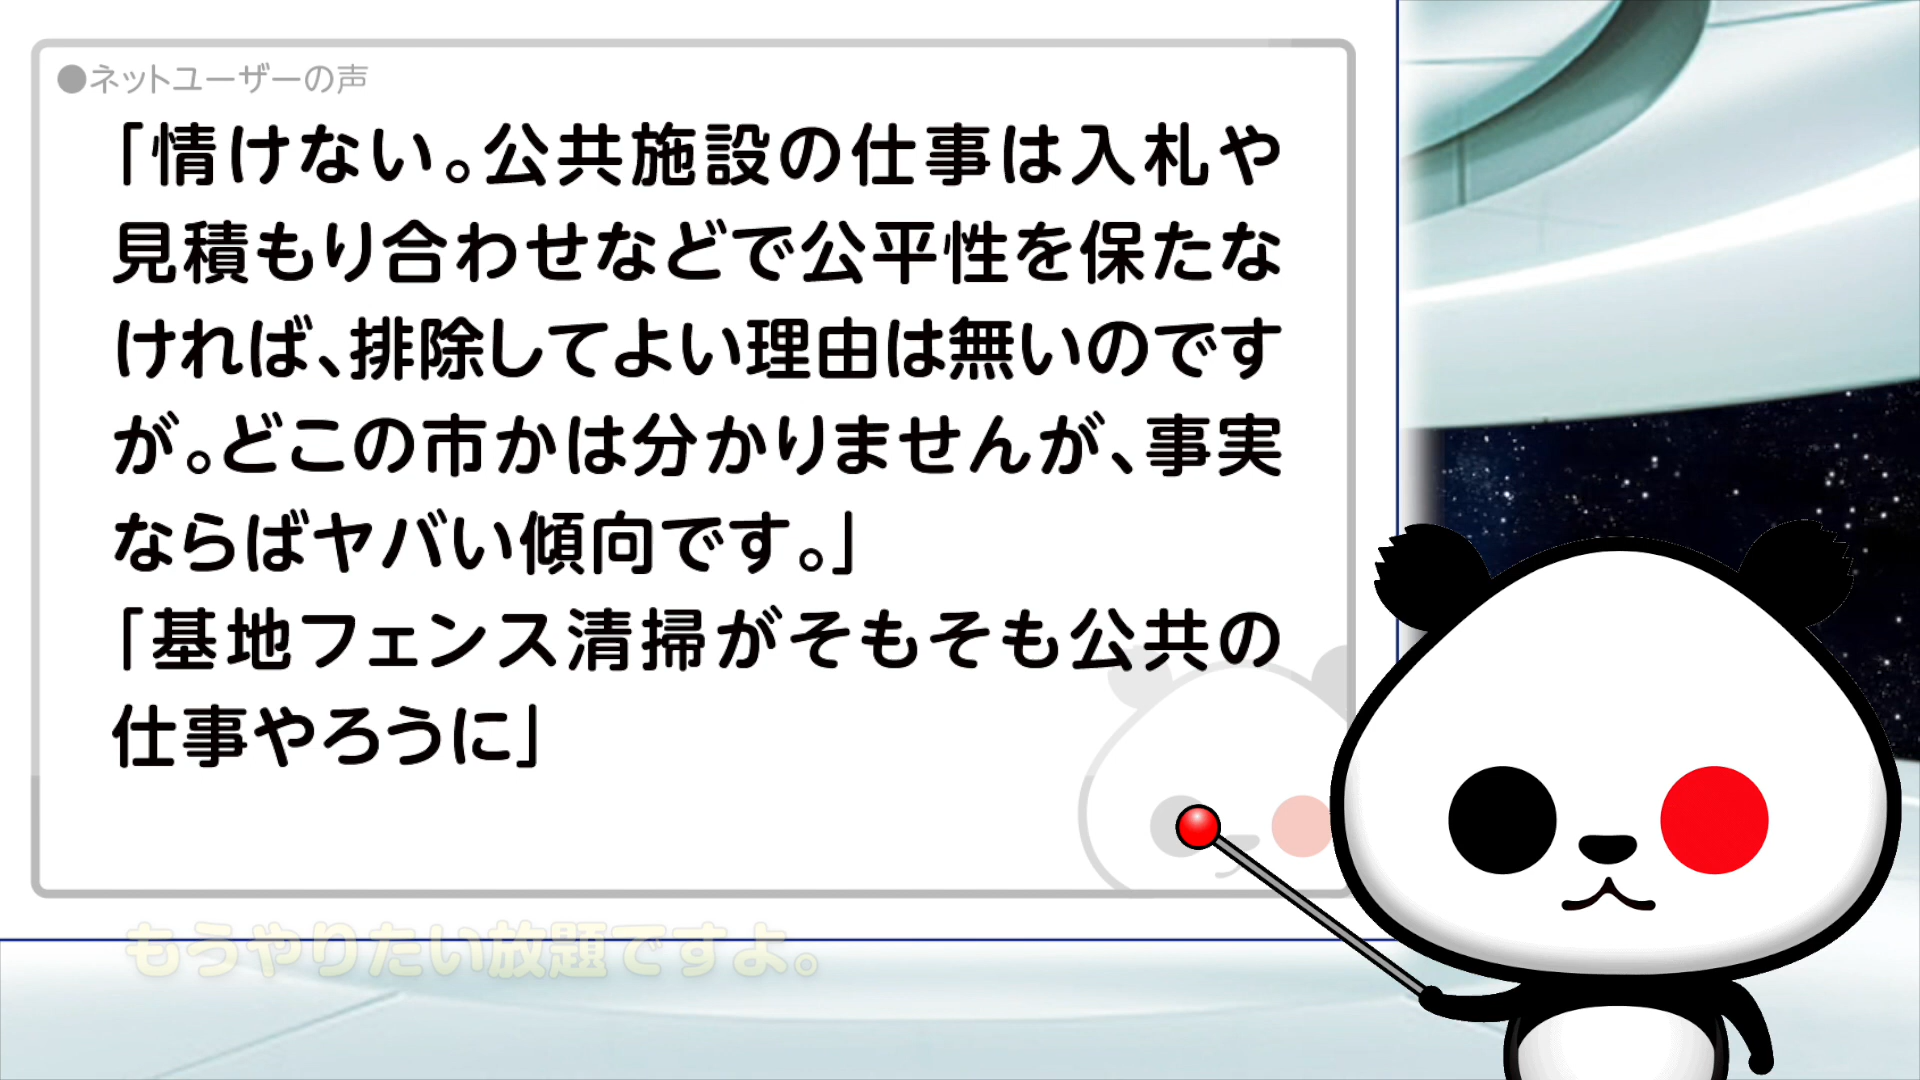 ●ネットユーザーの声
「情けない。公共施設の仕事は入札や
見積もり合わせなどで公平性を保たな
ければ、排除してよい理由は無いのです
が。どこの市かは分かりませんが、事実
ならばヤバい傾向です。」
「基地フェンス清掃がそもそも公共の
仕事やろうに」
もうやりたい放題ですよ。